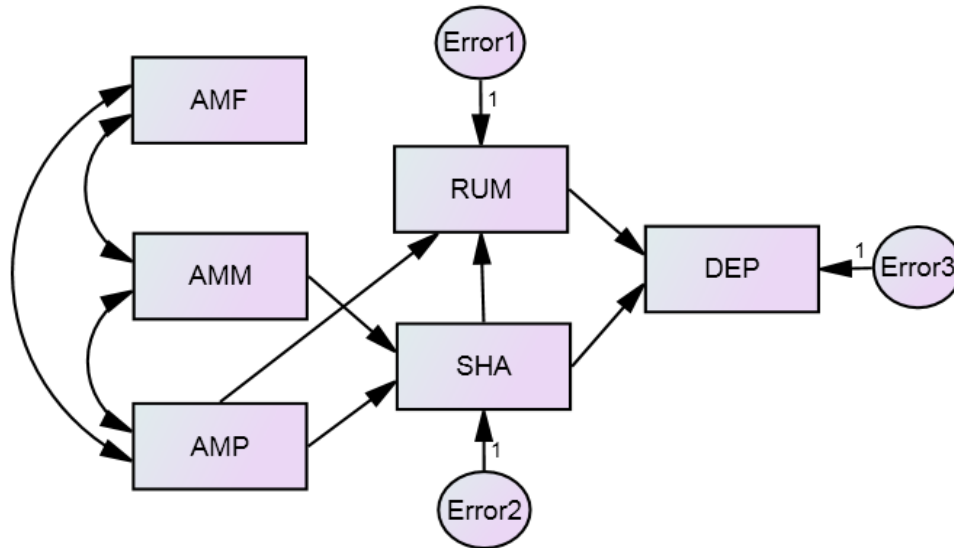 Error1
1
AMF
RUM
AMM
DEP
1
Error3
SHA
AMP
1
Error2